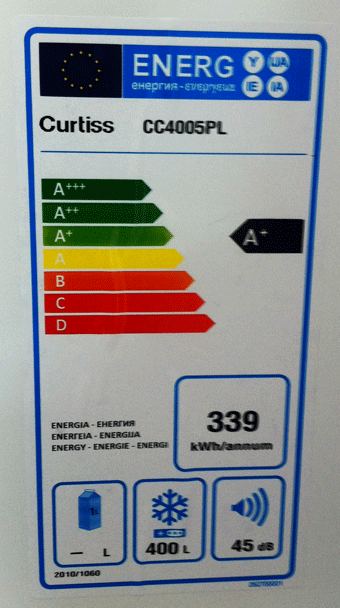 ENERG Y IJA
енергия · ενεργεια IE IA
Curtiss CC4005PL
A+++
A++
A+
A+
A
B
C
D
ENERGIA - ЕНЕРГИЯ
ΕΝΕΡΓΕΙΑ - ENERGIJA
ENERGY - ENERGIE - ENERGI
339
kWh/annum
— L
400 L
45 dB
2010/1060